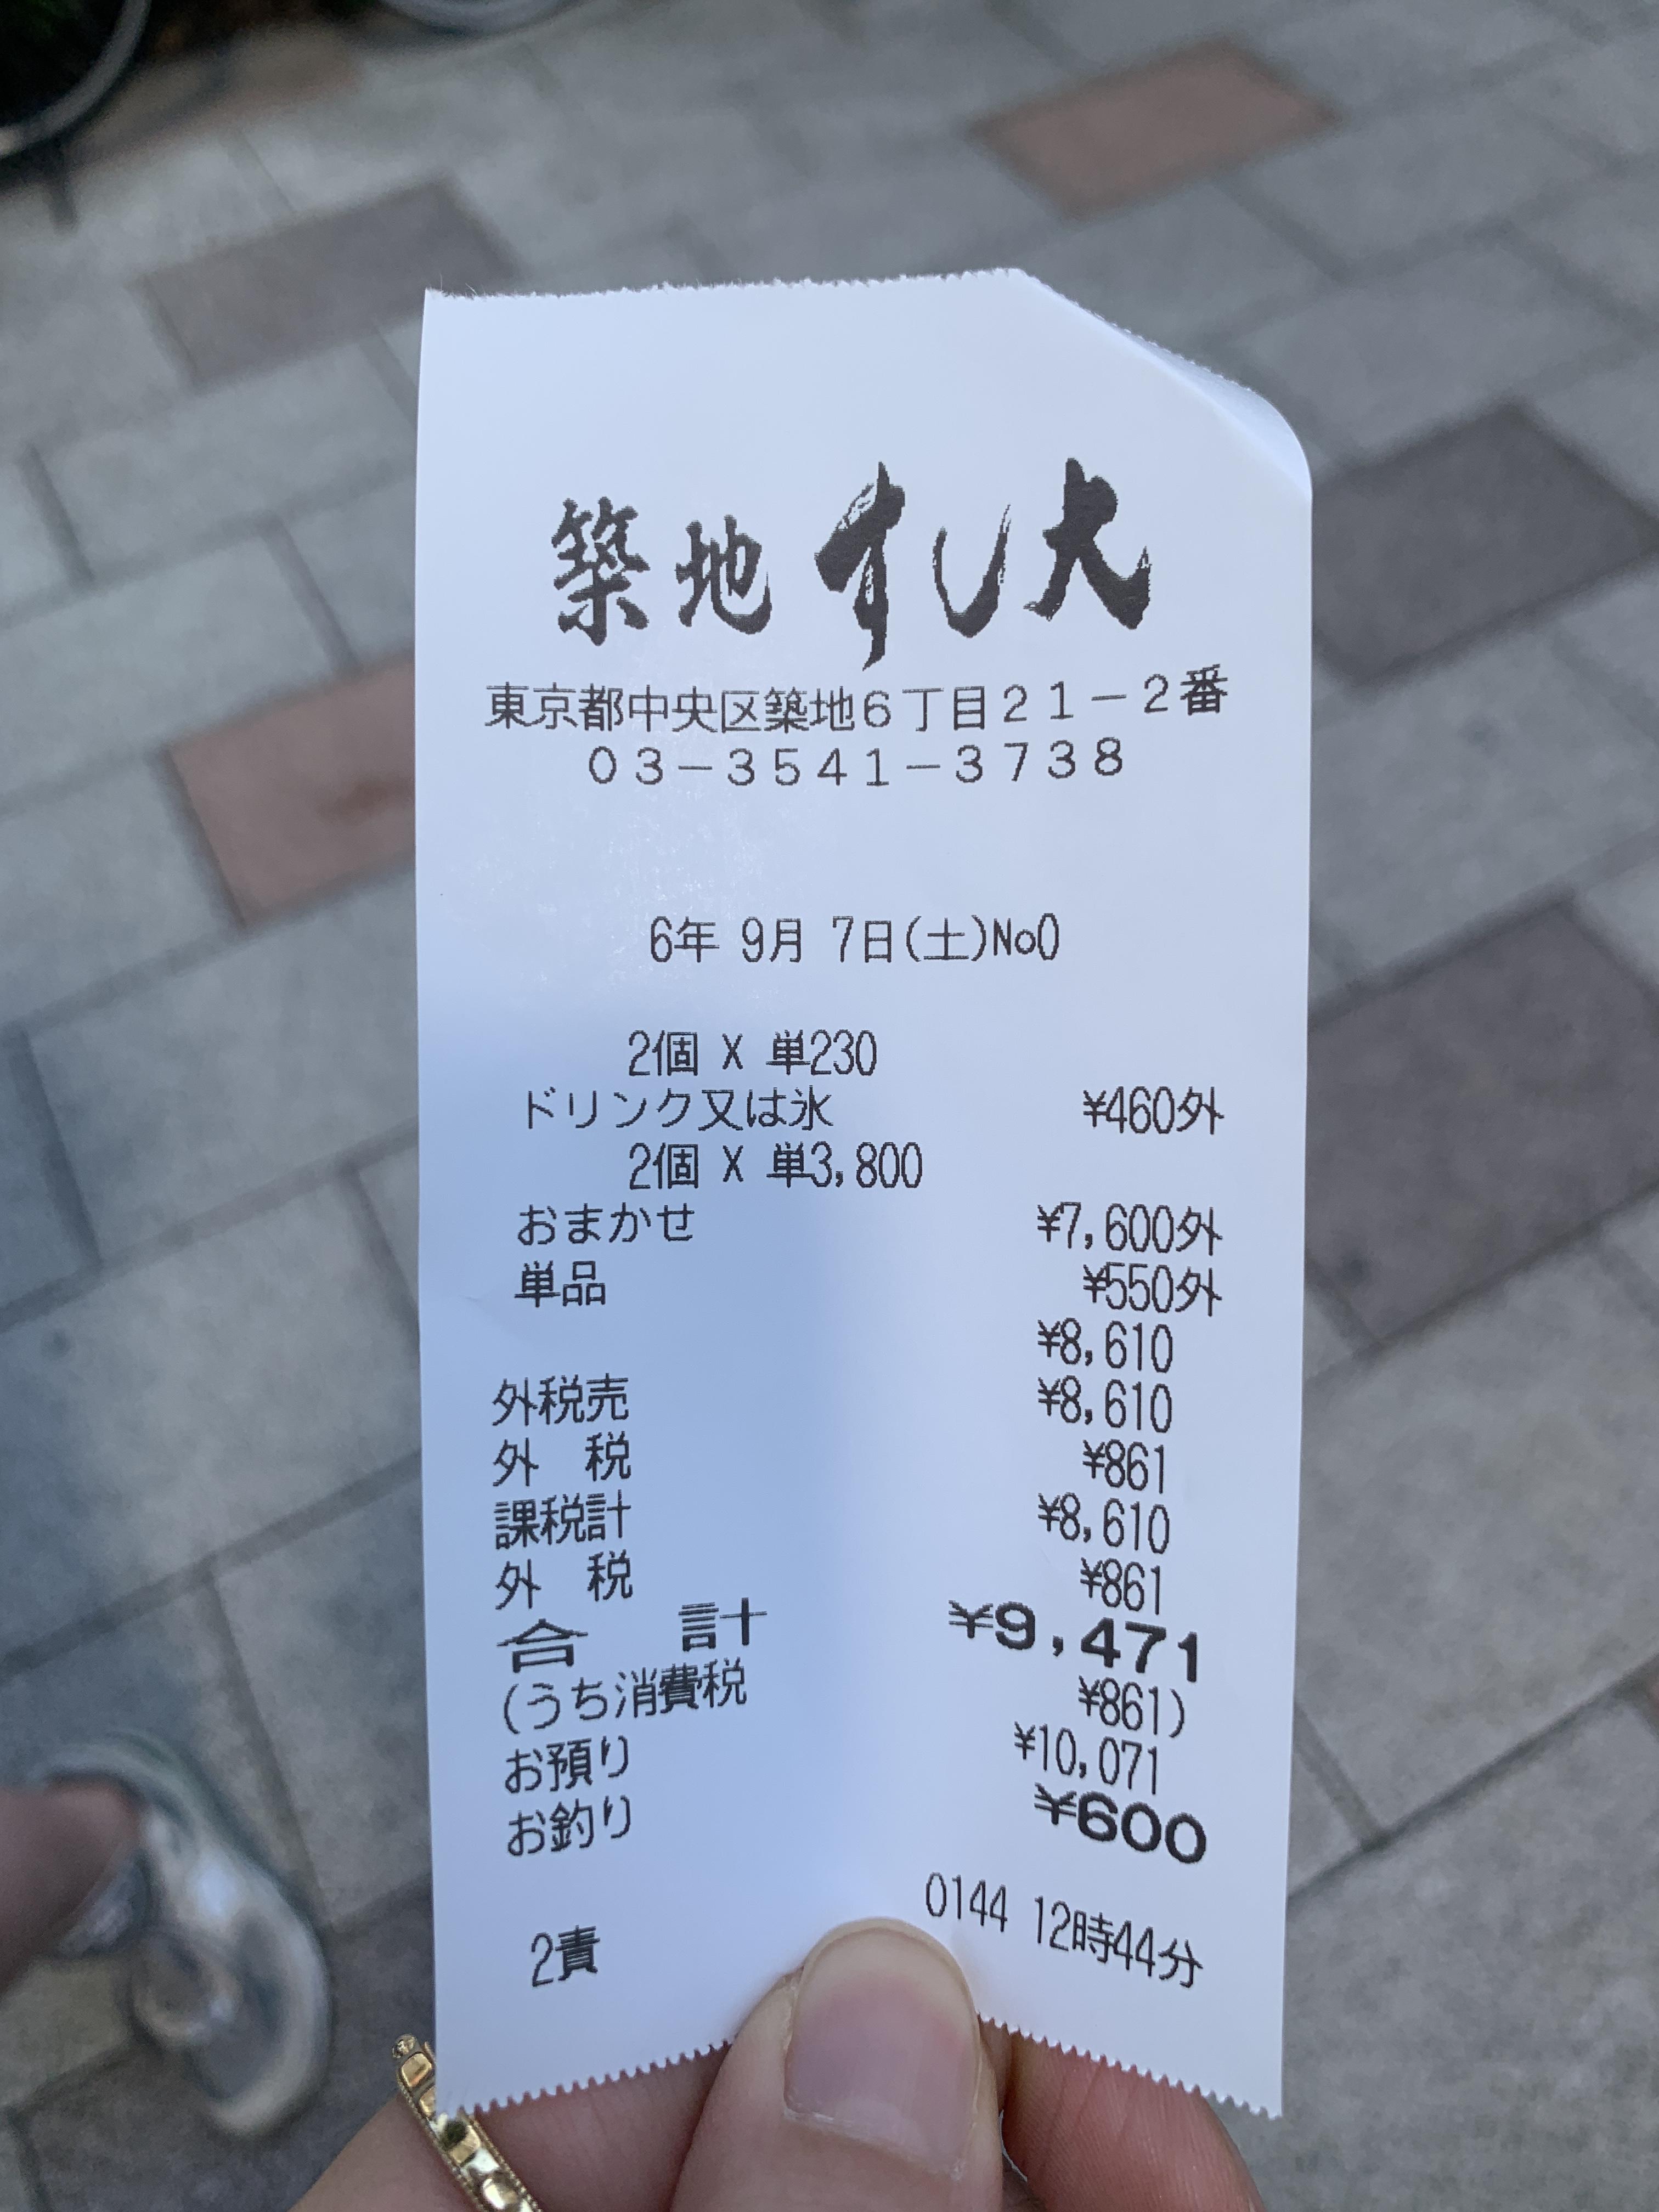 築地すし大
東京都中央区築地6丁目21-2番
03-3541-3738
6年 9月 7日(土)No0
2個 X 単230
ドリンク又は氷 ¥460外
2個 X 単3,800
おまかせ ¥7,600外
単品 ¥550外
¥8,610
外税売 ¥8,610
外 税 ¥861
課税計 ¥8,610
外 税 ¥861
合 計 ¥9,471
(うち消費税 ¥861)
お預り ¥10,071
お釣り ¥600
0144 12時44分
2責